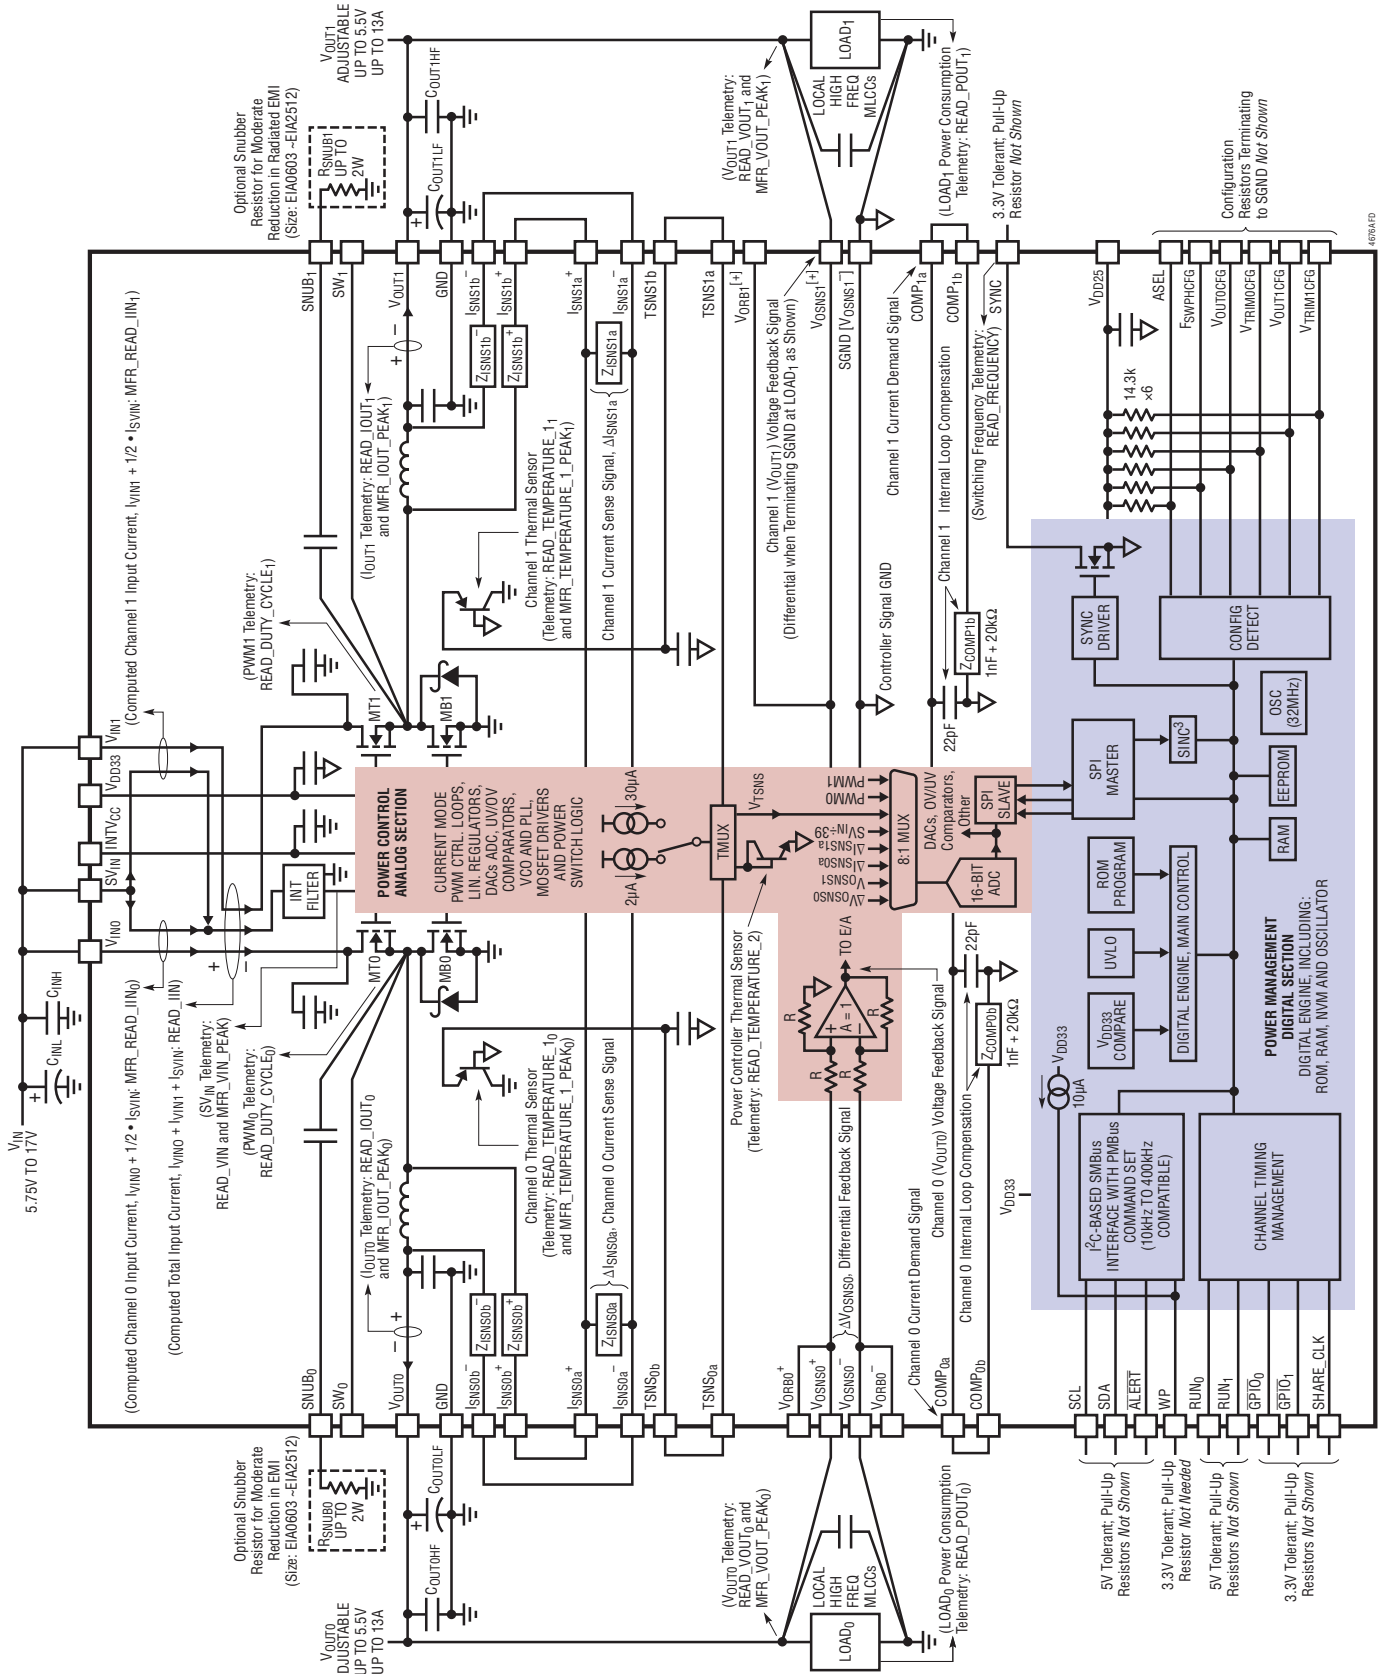 VIN
5.75V TO 17V
CINL
CINH
VIN0
SVIN
INTVCC
VDD33
VIN1
(Computed Channel 0 Input Current, IVIN0 + 1/2 • ISVIN: MFR_READ_IIN0)
(Computed Total Input Current, IVIN0 + IVIN1 + ISVIN: READ_IIN)
(SVIN Telemetry:
READ_VIN and MFR_VIN_PEAK)
(PWM0 Telemetry:
READ_DUTY_CYCLE0)
(Computed Channel 1 Input Current, IVIN1 + 1/2 • ISVIN: MFR_READ_IIN1)
(PWM1 Telemetry:
READ_DUTY_CYCLE1)
INT
FILTER
MT0
MB0
MT1
MB1
POWER CONTROL
ANALOG SECTION
CURRENT MODE
PWM CTRL. LOOPS,
LIN. REGULATORS,
DACs ADC, UV/OV
COMPARATORS,
VCO AND PLL,
MOSFET DRIVERS
AND POWER
SWITCH LOGIC
2µA
30µA
TMUX
VTSNS
ΔVOSNS0
VOSNS1
ΔISNS0a
ΔISNS1a
SVIN÷39
PWM0
PWM1
8:1 MUX
16-BIT
ADC
DACs, OV/UV
Comparators,
Other
SPI
SLAVE
Optional Snubber
Resistor for Moderate
Reduction in EMI
(Size: EIA0603 ~EIA2512)
RSNUB0
UP TO
2W
VOUT0
DJUSTABLE
UP TO 5.5V
UP TO 13A
COUT0HF
COUT0LF
SNUB0
SW0
VOUT0
GND
ISNS0b–
ISNS0b+
ISNS0a+
ISNS0a–
TSNS0b
TSNS0a
(IOUT0 Telemetry: READ_IOUT0
and MFR_IOUT_PEAK0)
ZISNS0b–
ZISNS0b+
ZISNS0a
Channel 0 Thermal Sensor
(Telemetry: READ_TEMPERATURE_10
and MFR_TEMPERATURE_1_PEAK0)
ΔISNS0a, Channel 0 Current Sense Signal
Power Controller Thermal Sensor
(Telemetry: READ_TEMPERATURE_2)
(VOUT0 Telemetry:
READ_VOUT0 and
MFR_VOUT_PEAK0)
LOAD0
LOCAL
HIGH
FREQ
MLCCs
(LOAD0 Power Consumption
Telemetry: READ_POUT0)
VORB0+
VOSNS0+
VOSNS0–
VORB0–
ΔVOSNS0, Differential Feedback Signal
R
R
R
R
+
–
A = 1
TO E/A
Channel 0 (VOUT0) Voltage Feedback Signal
Channel 0 Current Demand Signal
COMP0a
COMP0b
Channel 0 Internal Loop Compensation
22pF
ZCOMP0b
1nF + 20kΩ
Optional Snubber
Resistor for Moderate
Reduction in Radiated EMI
(Size: EIA0603 ~EIA2512)
RSNUB1
UP TO
2W
VOUT1
ADJUSTABLE
UP TO 5.5V
UP TO 13A
COUT1HF
COUT1LF
SNUB1
SW1
VOUT1
GND
ISNS1b–
ISNS1b+
ISNS1a+
ISNS1a–
TSNS1b
TSNS1a
(IOUT1 Telemetry: READ_IOUT1
and MFR_IOUT_PEAK1)
ZISNS1b–
ZISNS1b+
ZISNS1a
Channel 1 Thermal Sensor
(Telemetry: READ_TEMPERATURE_11
and MFR_TEMPERATURE_1_PEAK1)
Channel 1 Current Sense Signal, ΔISNS1a
(VOUT1 Telemetry:
READ_VOUT1 and
MFR_VOUT_PEAK1)
LOAD1
LOCAL
HIGH
FREQ
MLCCs
(LOAD1 Power Consumption
Telemetry: READ_POUT1)
VORB1[+]
VOSNS1[+]
SGND [VOSNS1–]
Channel 1 (VOUT1) Voltage Feedback Signal
(Differential when Terminating SGND at LOAD1 as Shown)
Controller Signal GND
Channel 1 Current Demand Signal
COMP1a
COMP1b
Channel 1 Internal Loop Compensation
22pF
ZCOMP1b
1nF + 20kΩ
SYNC
(Switching Frequency Telemetry:
READ_FREQUENCY)
3.3V Tolerant; Pull-Up
Resistor Not Shown
VDD25
14.3k
×6
ASEL
FSWPHCFG
VOUT0CFG
VTRIM0CFG
VOUT1CFG
VTRIM1CFG
Configuration
Resistors Terminating
to SGND Not Shown
VDD33
VDD33
10µA
I2C-BASED SMBus
INTERFACE WITH PMBus
COMMAND SET
(10kHz TO 400kHz
COMPATIBLE)
CHANNEL TIMING
MANAGEMENT
VDD33
COMPARE
UVLO
ROM
PROGRAM
DIGITAL ENGINE, MAIN CONTROL
SPI
MASTER
SINC3
SYNC
DRIVER
CONFIG
DETECT
OSC
(32MHz)
EEPROM
RAM
POWER MANAGEMENT
DIGITAL SECTION
DIGITAL ENGINE, INCLUDING:
ROM, RAM, NVM AND OSCILLATOR
SCL
SDA
ALERT
WP
RUN0
RUN1
GPIO0
GPIO1
SHARE_CLK
5V Tolerant; Pull-Up
Resistors Not Shown
3.3V Tolerant; Pull-Up
Resistor Not Needed
5V Tolerant; Pull-Up
Resistors Not Shown
3.3V Tolerant; Pull-Up
Resistors Not Shown
4676AFD